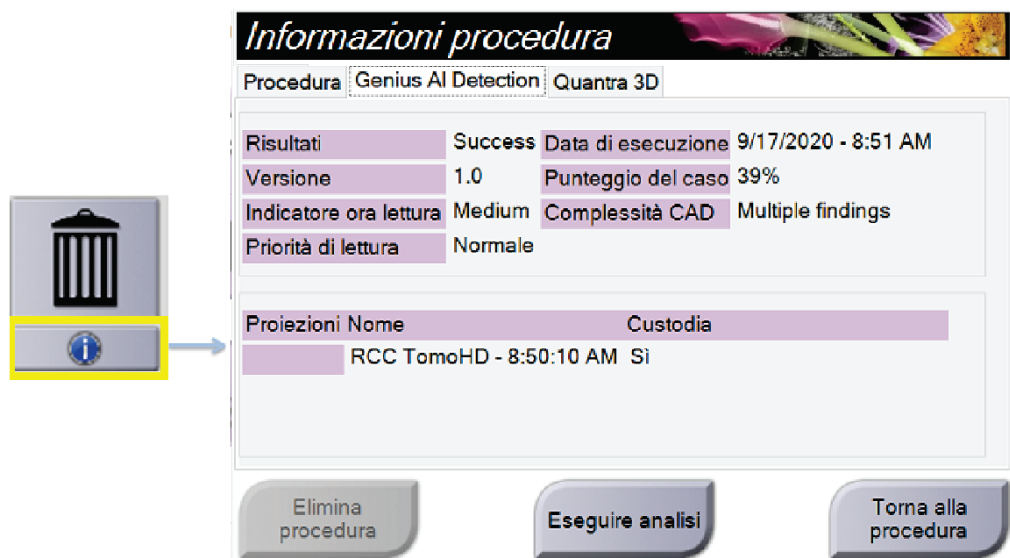 Informazioni procedura
Procedura Genius AI Detection Quantra 3D
Risultati Success Data di esecuzione 9/17/2020 - 8:51 AM
Versione 1.0 Punteggio del caso 39%
Indicatore ora lettura Medium Complessità CAD Multiple findings
Priorità di lettura Normale
Proiezioni Nome Custodia
RCC TomoHD - 8:50:10 AM Sì
Elimina
procedura
Eseguire analisi
Torna alla
procedura